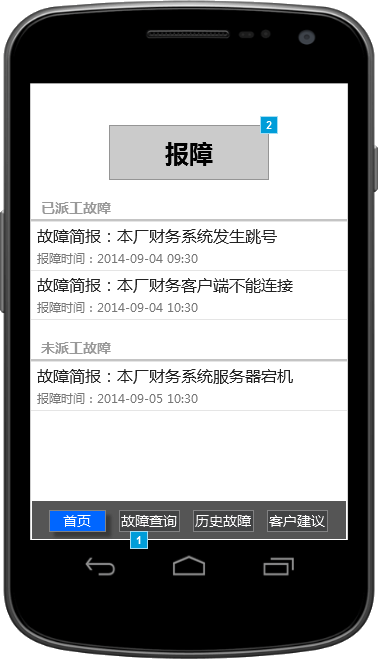 2
报障
已派工故障
故障简报：本厂财务系统发生跳号
报障时间：2014-09-04 09:30
故障简报：本厂财务客户端不能连接
报障时间：2014-09-04 10:30
未派工故障
故障简报：本厂财务系统服务器宕机
报障时间：2014-09-05 10:30
首页 故障查询 历史故障 客户建议
1